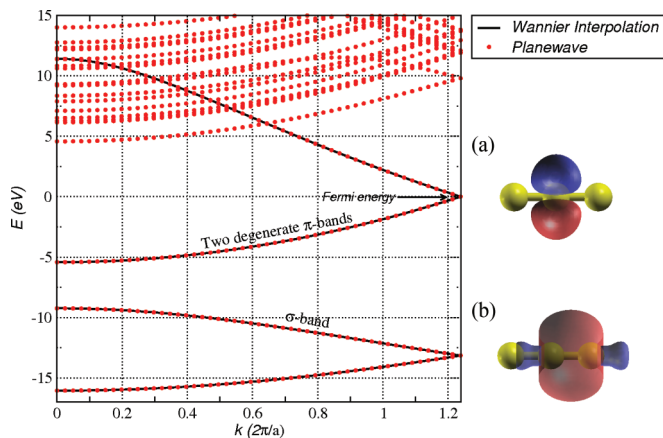 15
10
5
0
-5
-10
-15
E (eV)
0
0.2
0.4
0.6
0.8
1
1.2
k (2π/a)
Fermi energy
Two degenerate π-bands
σ-band
Wannier Interpolation
Planewave
(a)
(b)